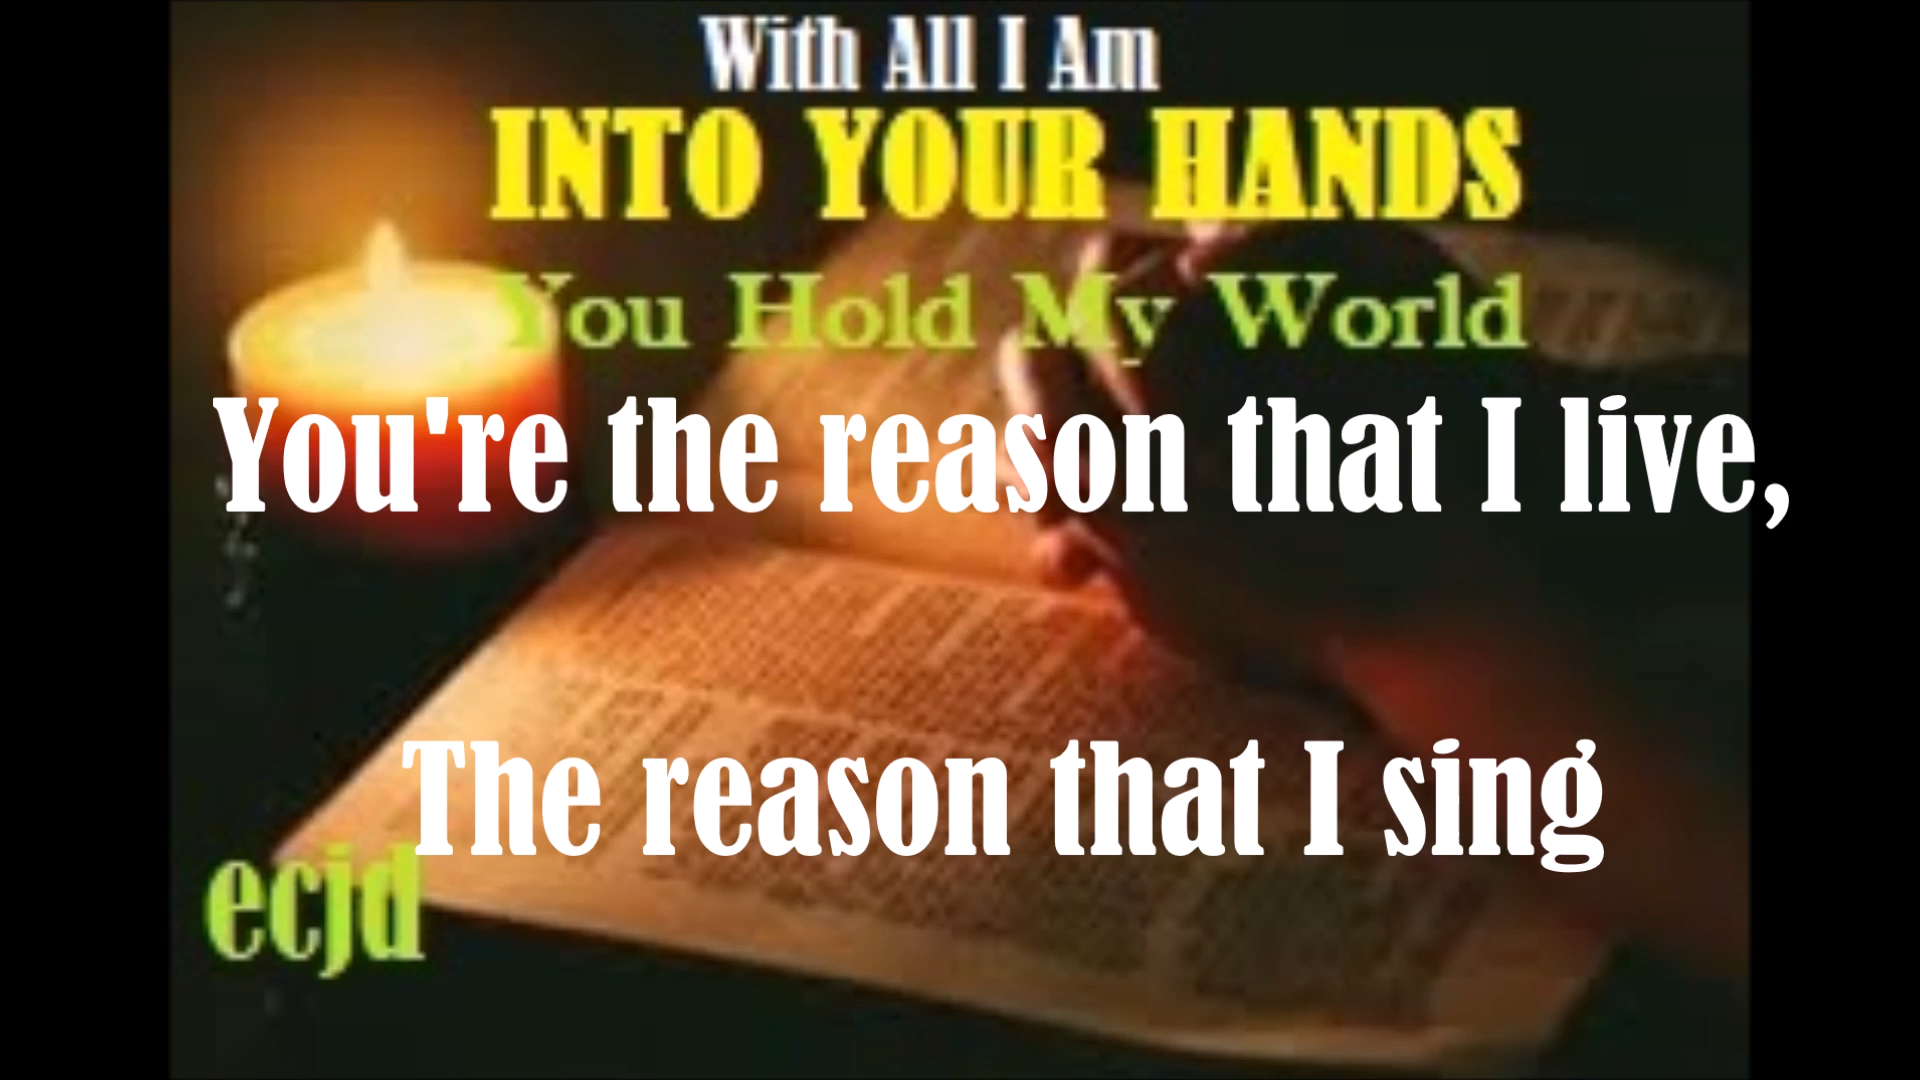 With All I Am
INTO YOUR HANDS
You Hold My World
You're the reason that I live,
The reason that I sing
ecjd